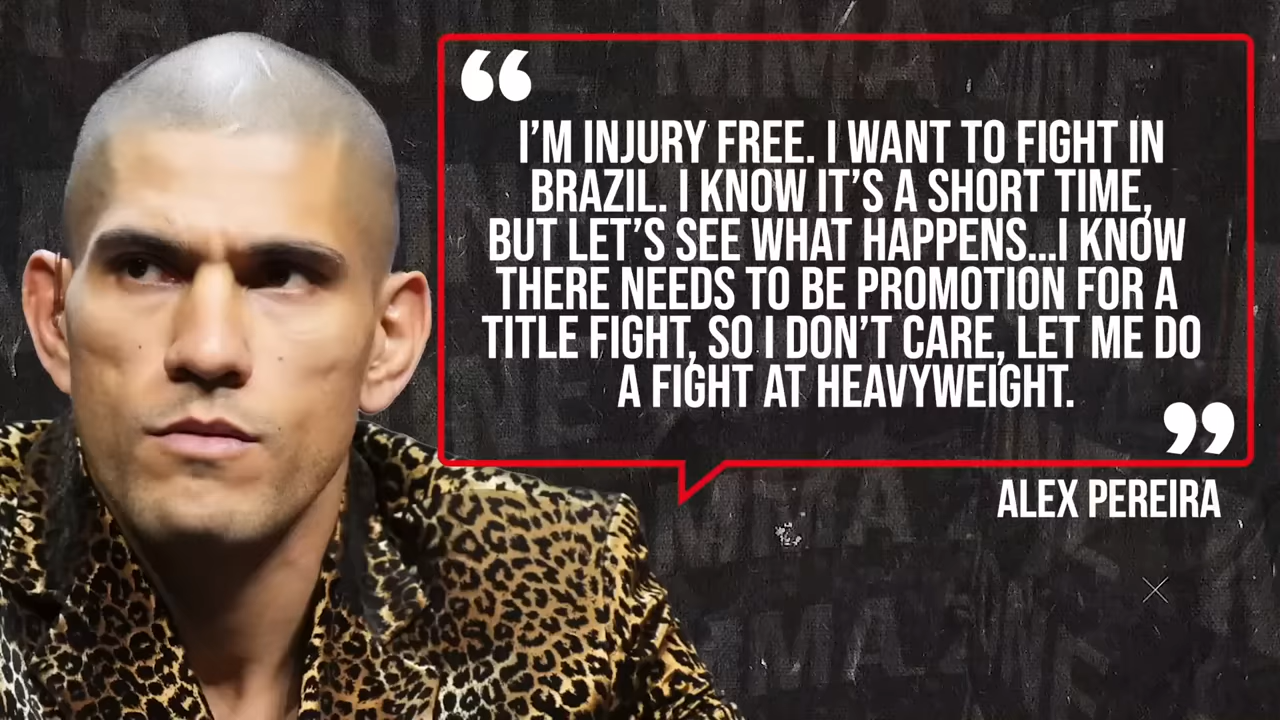 “
I’M INJURY FREE. I WANT TO FIGHT IN
BRAZIL. I KNOW IT’S A SHORT TIME,
BUT LET’S SEE WHAT HAPPENS...I KNOW
THERE NEEDS TO BE PROMOTION FOR A
TITLE FIGHT, SO I DON’T CARE, LET ME DO
A FIGHT AT HEAVYWEIGHT.
”
ALEX PEREIRA